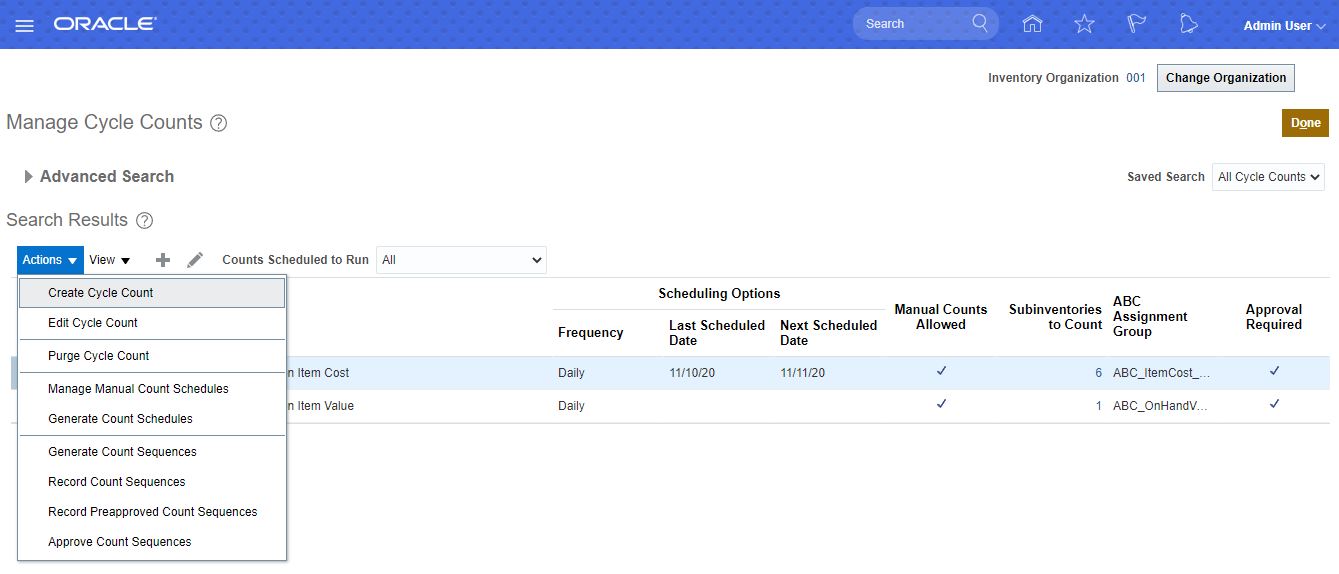 ORACLE
Search
Admin User
Inventory Organization 001 Change Organization
Manage Cycle Counts
Done
Advanced Search
Saved Search All Cycle Counts
Search Results
Actions View Counts Scheduled to Run All
Create Cycle Count
Edit Cycle Count
Purge Cycle Count
Manage Manual Count Schedules
Generate Count Schedules
Generate Count Sequences
Record Count Sequences
Record Preapproved Count Sequences
Approve Count Sequences
Scheduling Options
Frequency
Last Scheduled
Date
Next Scheduled
Date
Manual Counts
Allowed
Subinventories
to Count
ABC
Assignment
Group
Approval
Required
n Item Cost Daily 11/10/20 11/11/20 ✓ 6 ABC_ItemCost_... ✓
n Item Value Daily ✓ 1 ABC_OnHandV... ✓